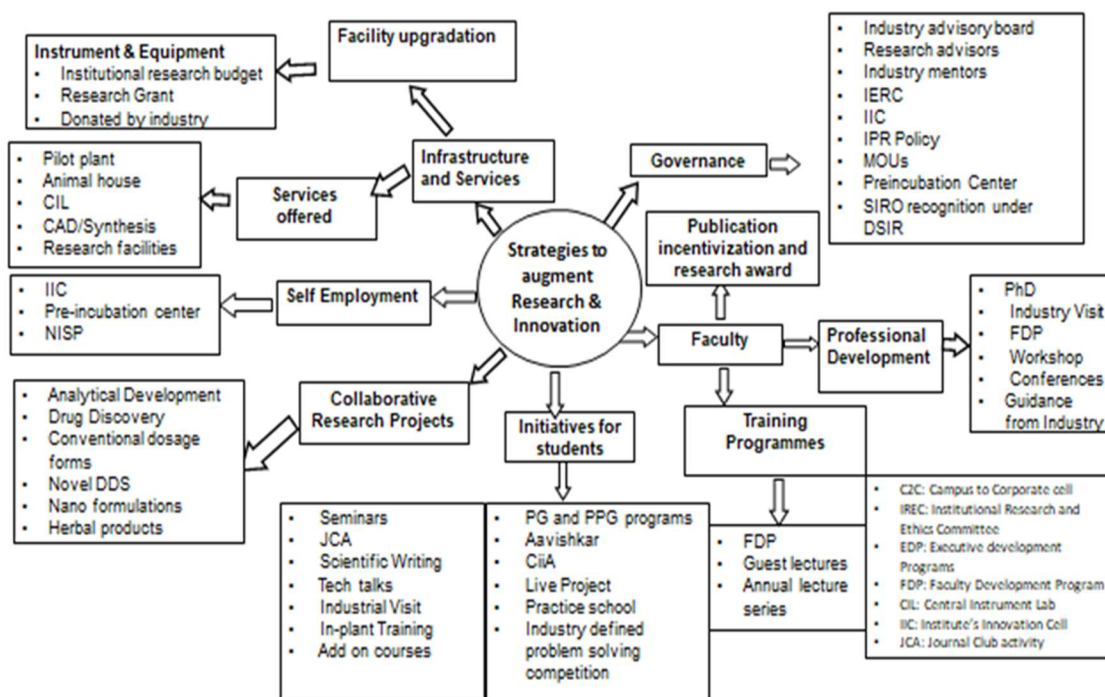 Facility upgradation
Instrument & Equipment
• Institutional research budget
• Research Grant
• Donated by industry
• Pilot plant
• Animal house
• CIL
• CAD/Synthesis
• Research facilities
Services
offered
Infrastructure
and Services
Governance
• Industry advisory board
• Research advisors
• Industry mentors
• IERC
• IIC
• IPR Policy
• MOUs
• Preincubation Center
• SIRO recognition under
DSIR
Publication
incentivization and
research award
Strategies to
augment
Research &
Innovation
• IIC
• Pre-incubation center
• NISP
Self Employment
Faculty
Professional
Development
• PhD
• Industry Visit
• FDP
• Workshop
• Conferences
• Guidance
from Industry
• Analytical Development
• Drug Discovery
• Conventional dosage
forms
• Novel DDS
• Nano formulations
• Herbal products
Collaborative
Research Projects
Initiatives for
students
Training
Programmes
• Seminars
• JCA
• Scientific Writing
• Tech talks
• Industrial Visit
• In-plant Training
• Add on courses
• PG and PPG programs
• Aavishkar
• CiiA
• Live Project
• Practice school
• Industry defined
problem solving
competition
• FDP
• Guest lectures
• Annual lecture
series
• C2C: Campus to Corporate cell
• IREC: Institutional Research and
Ethics Committee
• EDP: Executive development
Programs
• FDP: Faculty Development Program
• CIL: Central Instrument Lab
• IIC: Institute's Innovation Cell
• JCA: Journal Club activity